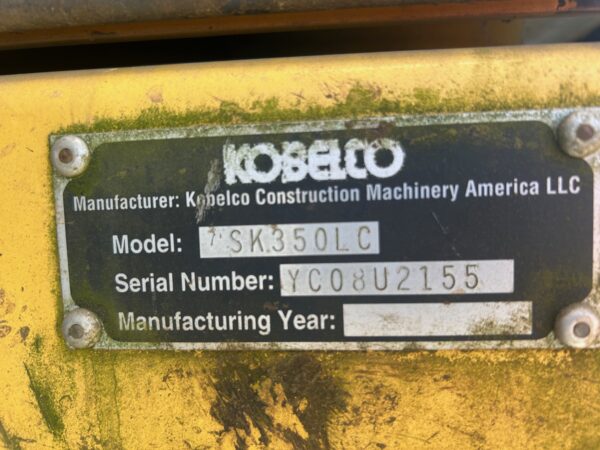 KOBELCO
Manufacturer: Kobelco Construction Machinery America LLC
Model: SK350LC
Serial Number: YC08U2155
Manufacturing Year: